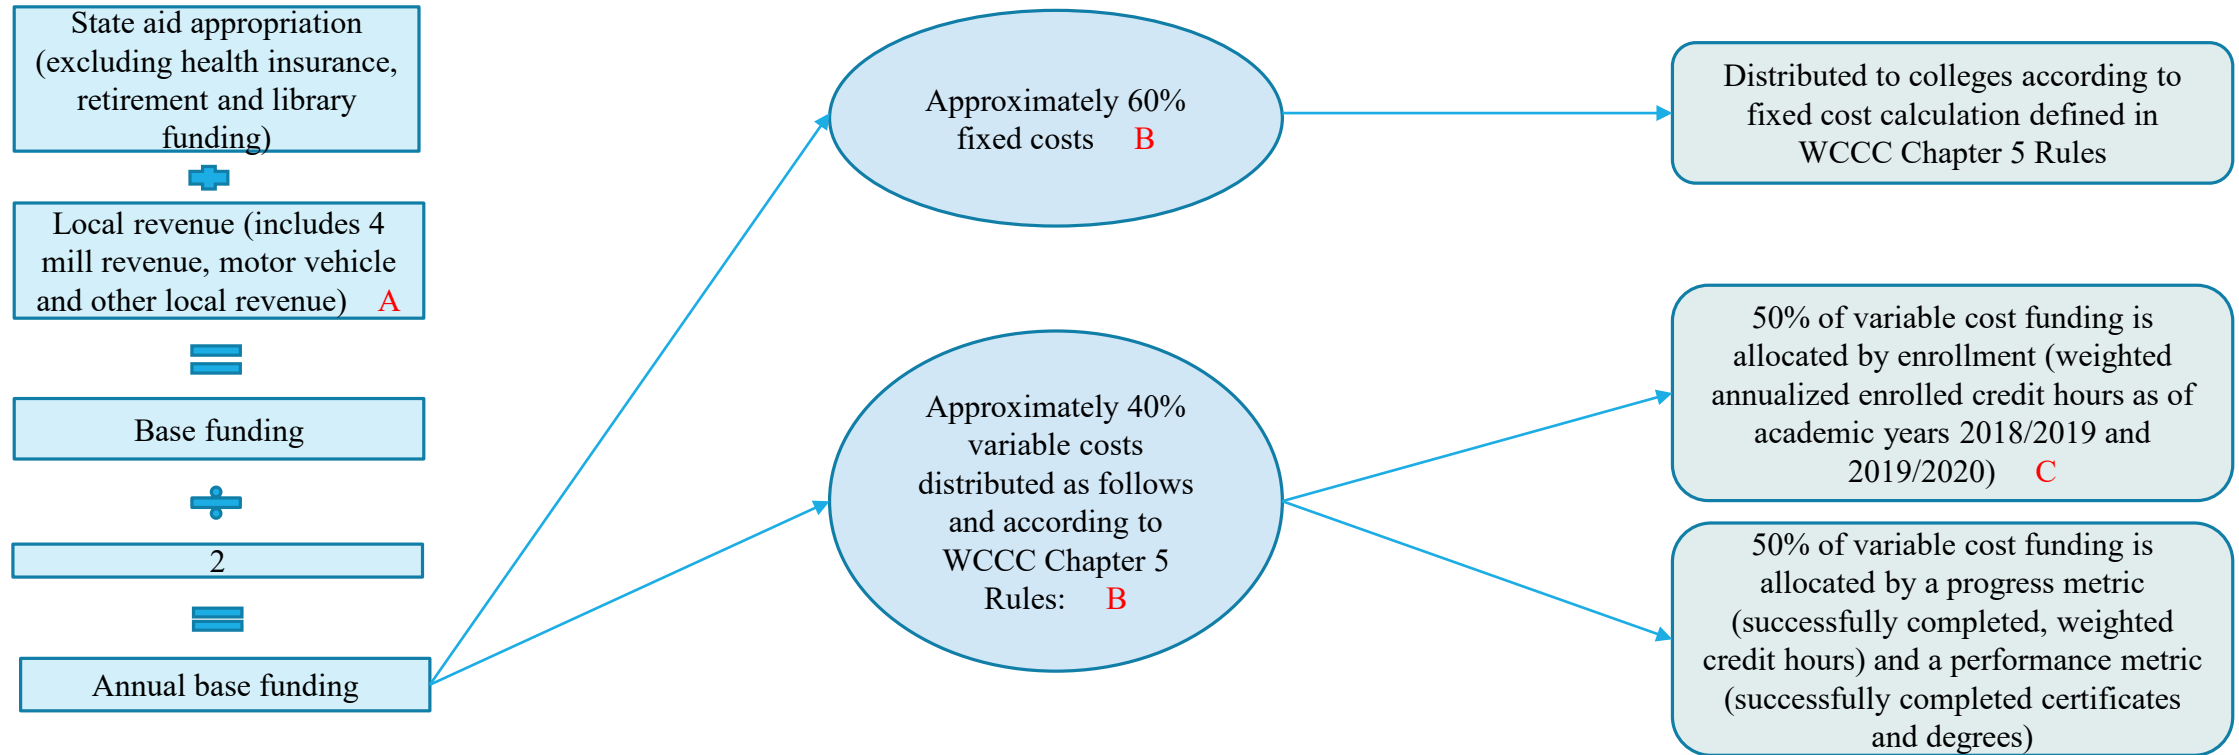 State aid appropriation
(excluding health insurance,
retirement and library
funding)
Local revenue (includes 4
mill revenue, motor vehicle
and other local revenue) A
Base funding
2
Annual base funding
Approximately 60%
fixed costs B
Approximately 40%
variable costs
distributed as follows
and according to
WCCC Chapter 5
Rules: B
Distributed to colleges according to
fixed cost calculation defined in
WCCC Chapter 5 Rules
50% of variable cost funding is
allocated by enrollment (weighted
annualized enrolled credit hours as of
academic years 2018/2019 and
2019/2020) C
50% of variable cost funding is
allocated by a progress metric
(successfully completed, weighted
credit hours) and a performance metric
(successfully completed certificates
and degrees)